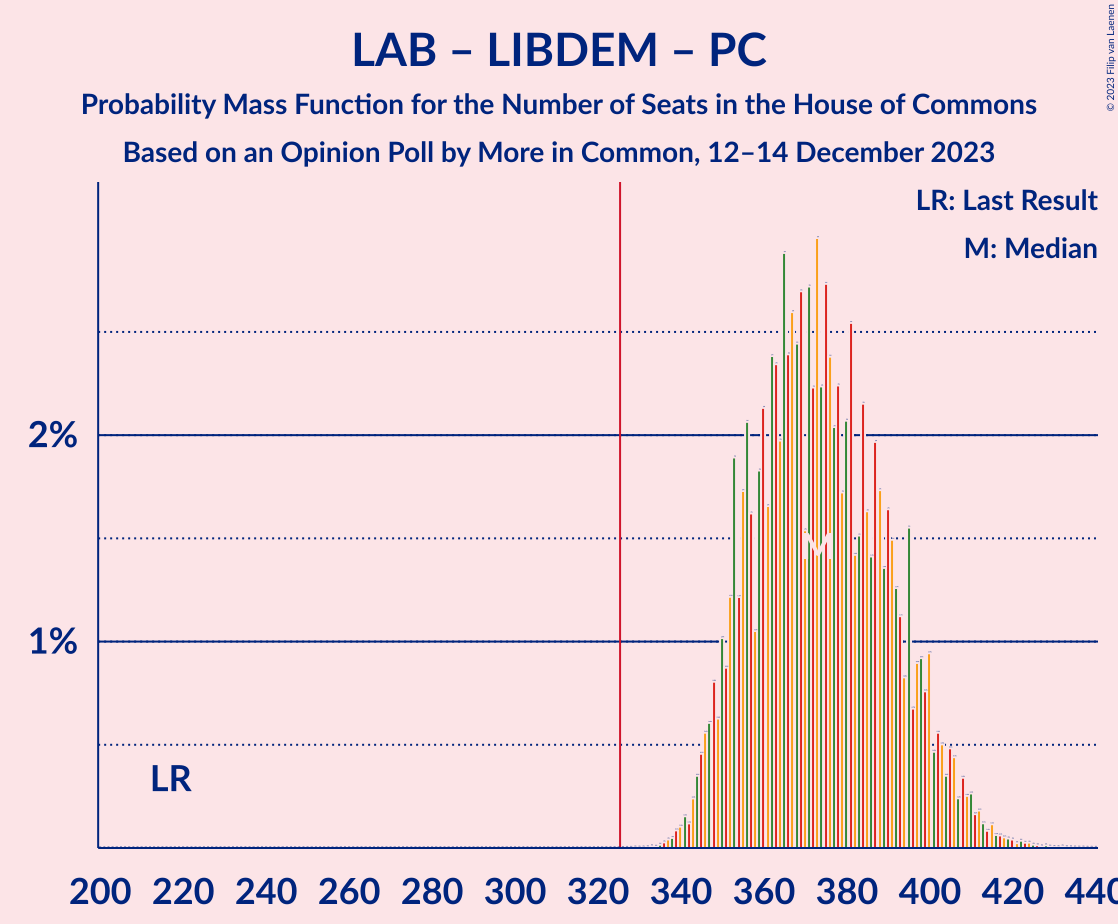 LAB – LIBDEM – PC
Probability Mass Function for the Number of Seats in the House of Commons
Based on an Opinion Poll by More in Common, 12–14 December 2023
© 2023 Filip van Laenen
LR: Last Result
M: Median
2%
1%
LR
M
200 220 240 260 280 300 320 340 360 380 400 420 440